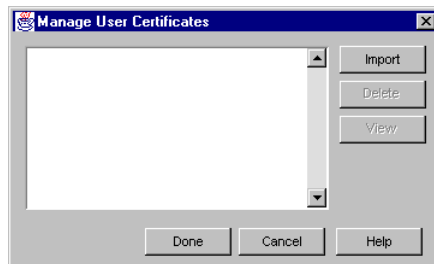 Manage User Certificates
Import
Delete
View
Done Cancel Help